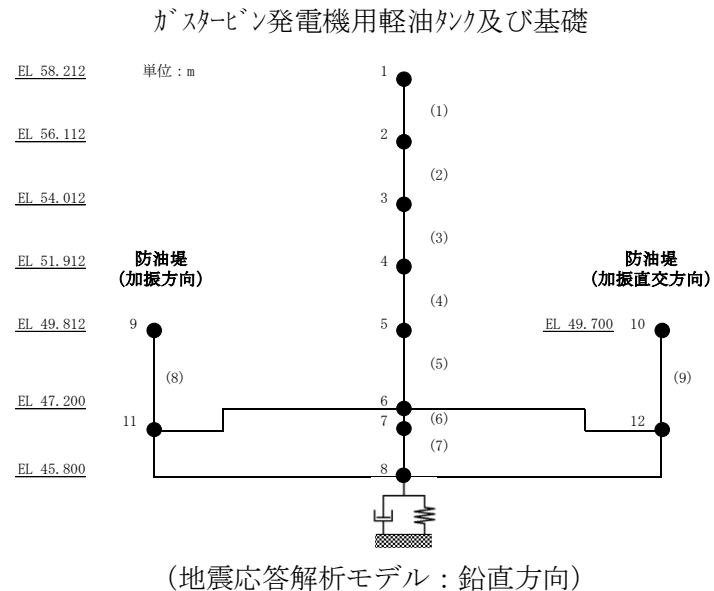 ガスタービン発電機用軽油タンク及び基礎
EL 58.212 単位：m 1
(1)
EL 56.112 2
(2)
EL 54.012 3
(3)
EL 51.912 防油堤 4 防油堤
(加振方向) (加振直交方向)
(4)
EL 49.812 9 5 EL 49.700 10
(8) (5) (9)
EL 47.200 6
11 7 (6) 12
(7)
EL 45.800 8
(地震応答解析モデル：鉛直方向)